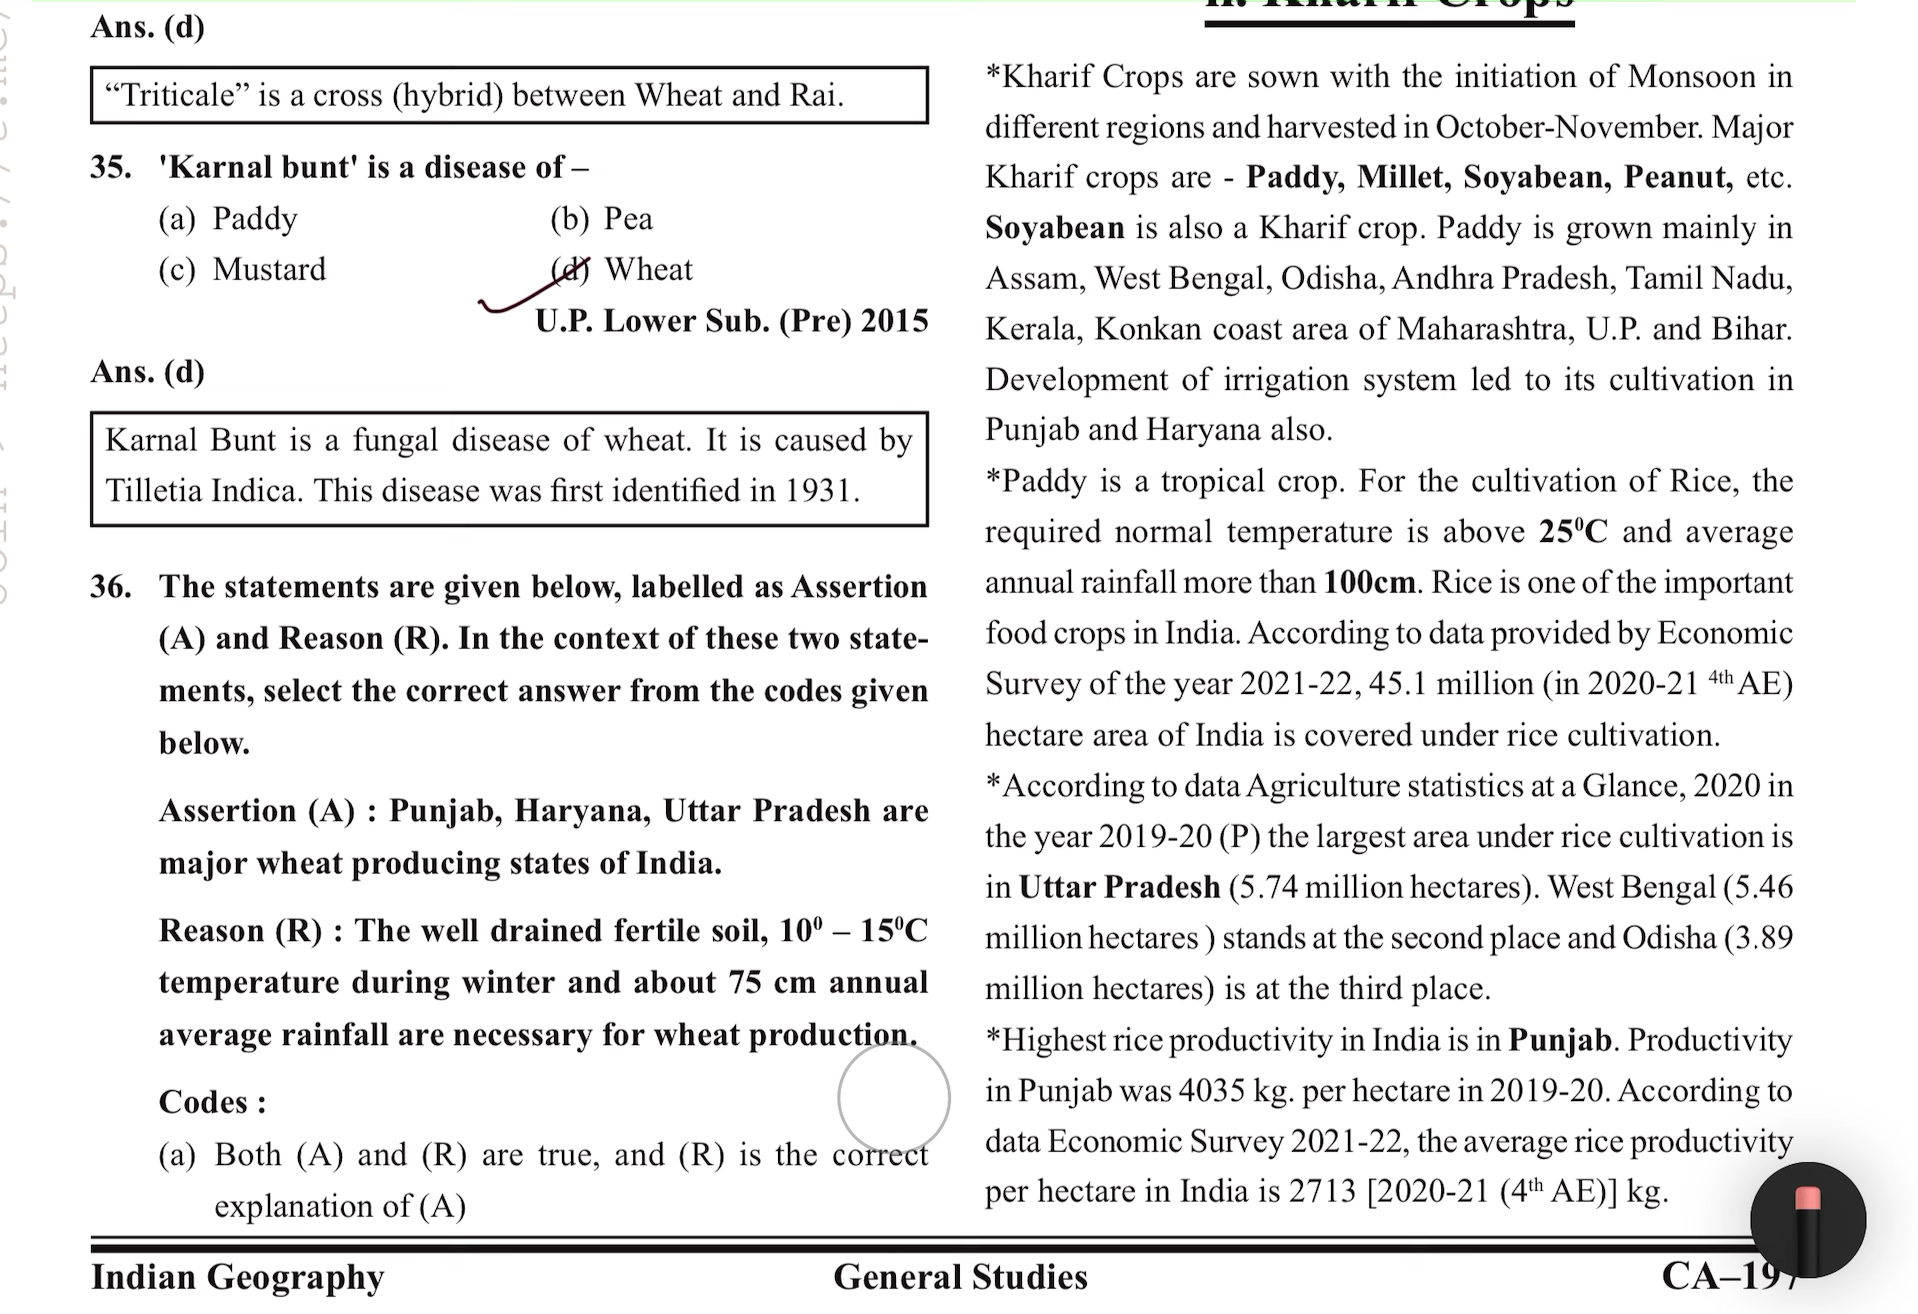 Ans. (d)
“Triticale” is a cross (hybrid) between Wheat and Rai.
35. 'Karnal bunt' is a disease of –
(a) Paddy (b) Pea
(c) Mustard (d) Wheat
U.P. Lower Sub. (Pre) 2015
Ans. (d)
Karnal Bunt is a fungal disease of wheat. It is caused by
Tilletia Indica. This disease was first identified in 1931.
36. The statements are given below, labelled as Assertion
(A) and Reason (R). In the context of these two state-
ments, select the correct answer from the codes given
below.
Assertion (A) : Punjab, Haryana, Uttar Pradesh are
major wheat producing states of India.
Reason (R) : The well drained fertile soil, 10⁰ – 15⁰C
temperature during winter and about 75 cm annual
average rainfall are necessary for wheat production.
Codes :
(a) Both (A) and (R) are true, and (R) is the correct
explanation of (A)
ii. Kharif Crops
*Kharif Crops are sown with the initiation of Monsoon in
different regions and harvested in October-November. Major
Kharif crops are - Paddy, Millet, Soyabean, Peanut, etc.
Soyabean is also a Kharif crop. Paddy is grown mainly in
Assam, West Bengal, Odisha, Andhra Pradesh, Tamil Nadu,
Kerala, Konkan coast area of Maharashtra, U.P. and Bihar.
Development of irrigation system led to its cultivation in
Punjab and Haryana also.
*Paddy is a tropical crop. For the cultivation of Rice, the
required normal temperature is above 25⁰C and average
annual rainfall more than 100cm. Rice is one of the important
food crops in India. According to data provided by Economic
Survey of the year 2021-22, 45.1 million (in 2020-21 4th AE)
hectare area of India is covered under rice cultivation.
*According to data Agriculture statistics at a Glance, 2020 in
the year 2019-20 (P) the largest area under rice cultivation is
in Uttar Pradesh (5.74 million hectares). West Bengal (5.46
million hectares ) stands at the second place and Odisha (3.89
million hectares) is at the third place.
*Highest rice productivity in India is in Punjab. Productivity
in Punjab was 4035 kg. per hectare in 2019-20. According to
data Economic Survey 2021-22, the average rice productivity
per hectare in India is 2713 [2020-21 (4th AE)] kg.
Indian Geography General Studies CA–197